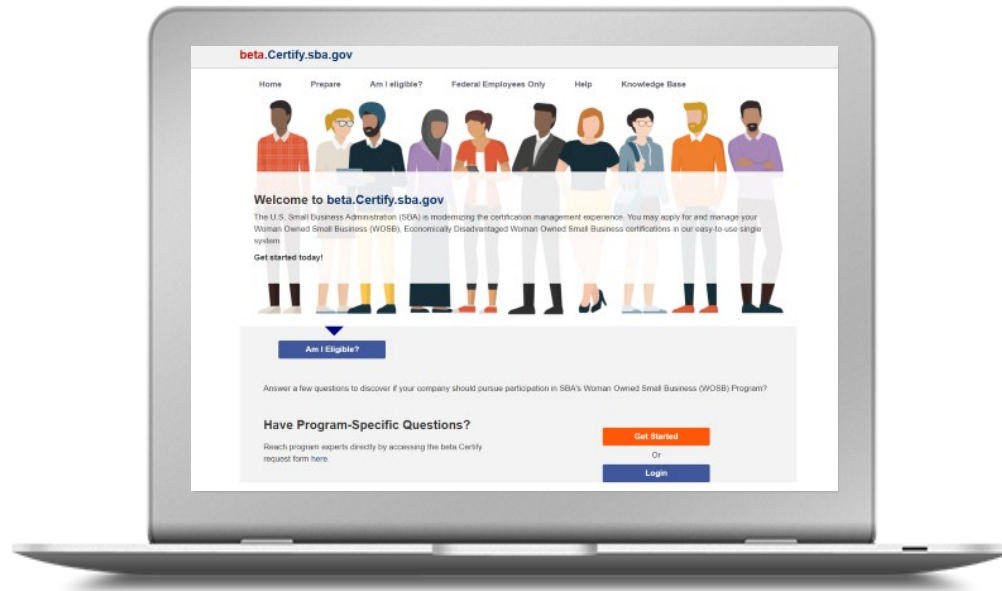 beta.Certify.sba.gov
Home Prepare Am I eligible? Federal Employees Only Help Knowledge Base
Welcome to beta.Certify.sba.gov
The U.S. Small Business Administration (SBA) is modernizing the certification management experience. You may apply for and manage your
Woman Owned Small Business (WOSB), Economically Disadvantaged Woman Owned Small Business certifications in our easy-to-use single
system.
Get started today!
Am I Eligible?
Answer a few questions to discover if your company should pursue participation in SBA's Woman Owned Small Business (WOSB) Program?
Have Program-Specific Questions?
Reach program experts directly by accessing the beta Certify
request form here.
Get Started
Or
Login